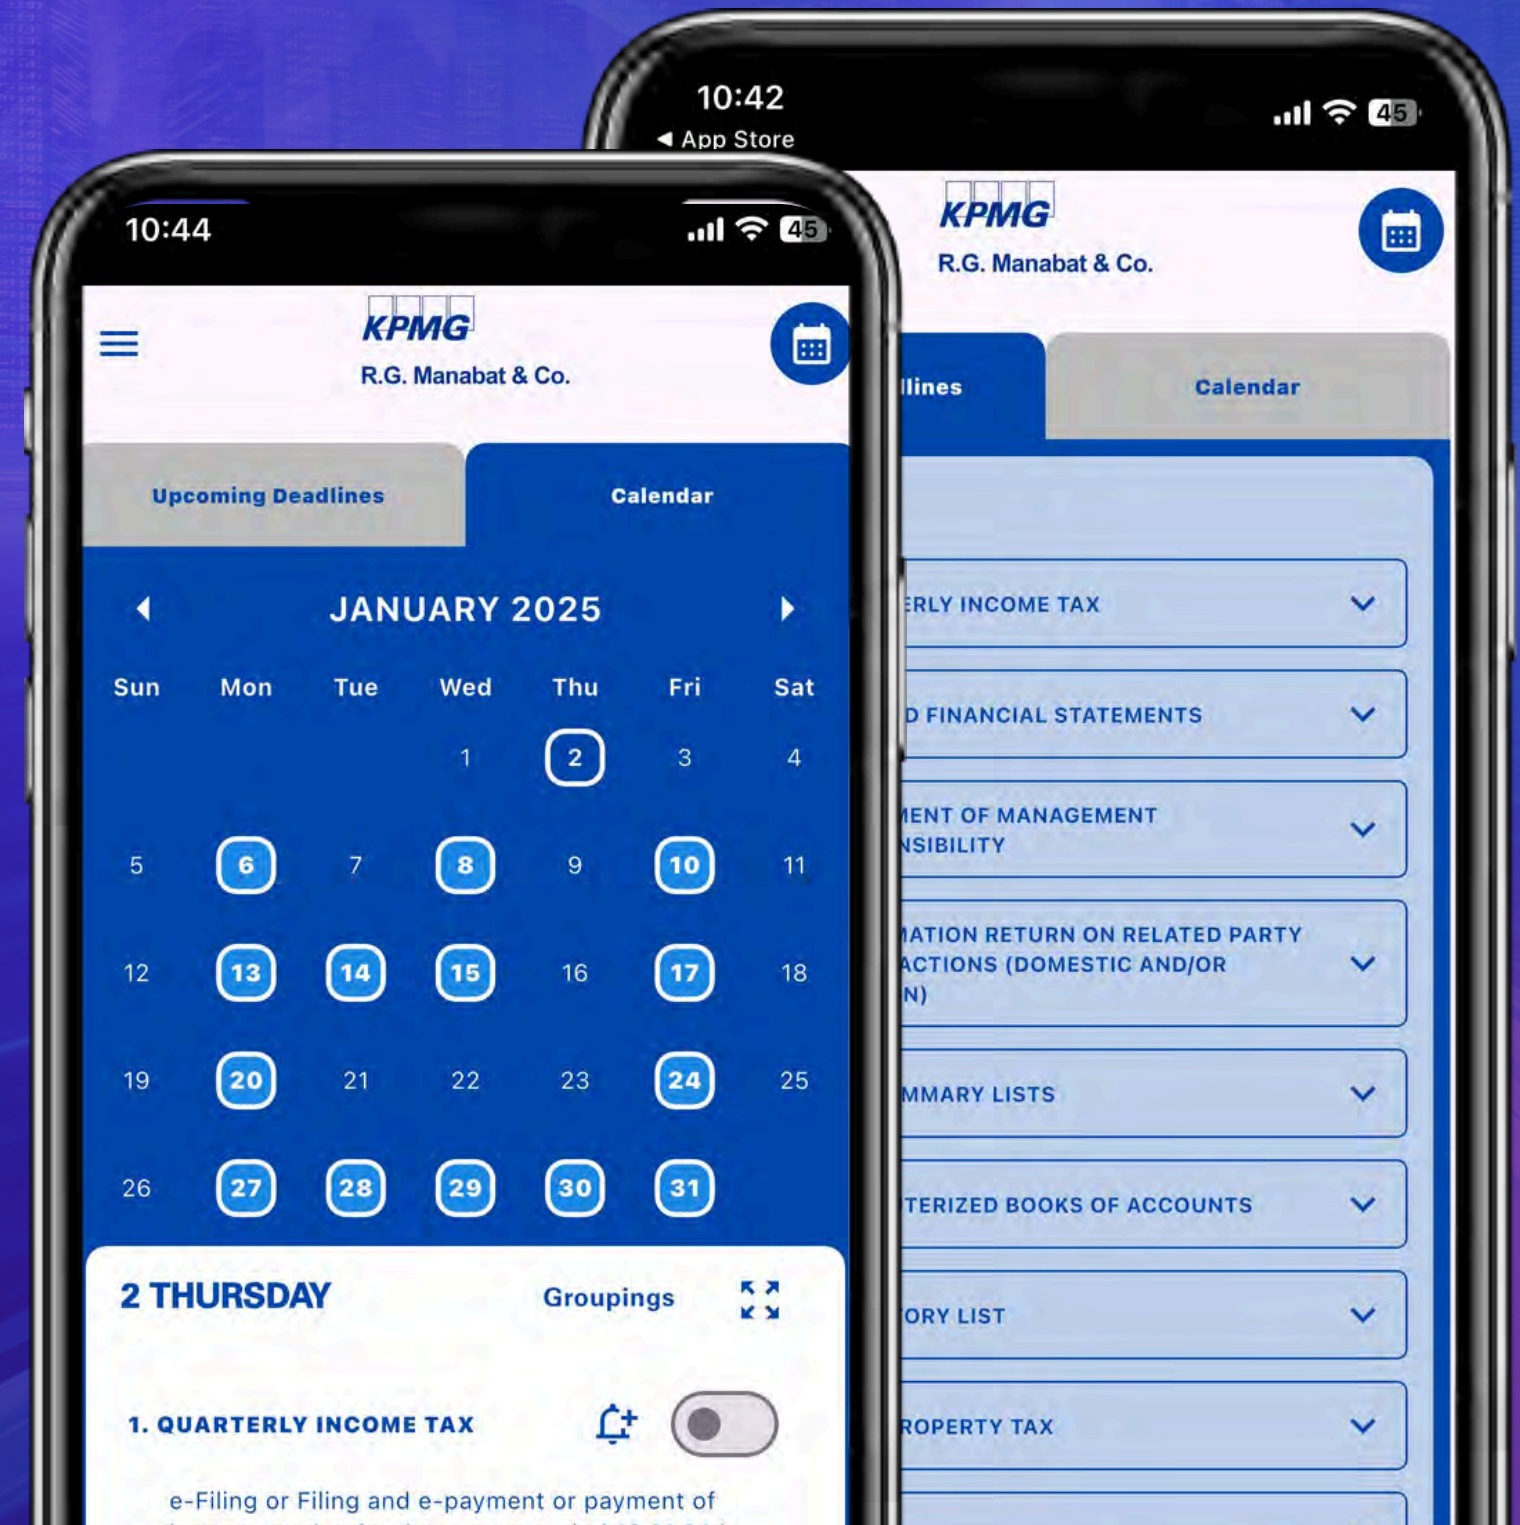 10:42
45
◀ App Store
KPMG
R.G. Manabat & Co.
llines
Calendar
ERLY INCOME TAX
D FINANCIAL STATEMENTS
MENT OF MANAGEMENT
NSIBILITY
MATION RETURN ON RELATED PARTY
ACTIONS (DOMESTIC AND/OR
N)
MMARY LISTS
TERIZED BOOKS OF ACCOUNTS
ORY LIST
ROPERTY TAX
10:44
45
KPMG
R.G. Manabat & Co.
Upcoming Deadlines
Calendar
JANUARY 2025
Sun Mon Tue Wed Thu Fri Sat
1 2 3 4
5 6 7 8 9 10 11
12 13 14 15 16 17 18
19 20 21 22 23 24 25
26 27 28 29 30 31
2 THURSDAY
Groupings
1. QUARTERLY INCOME TAX
e-Filing or Filing and e-payment or payment of